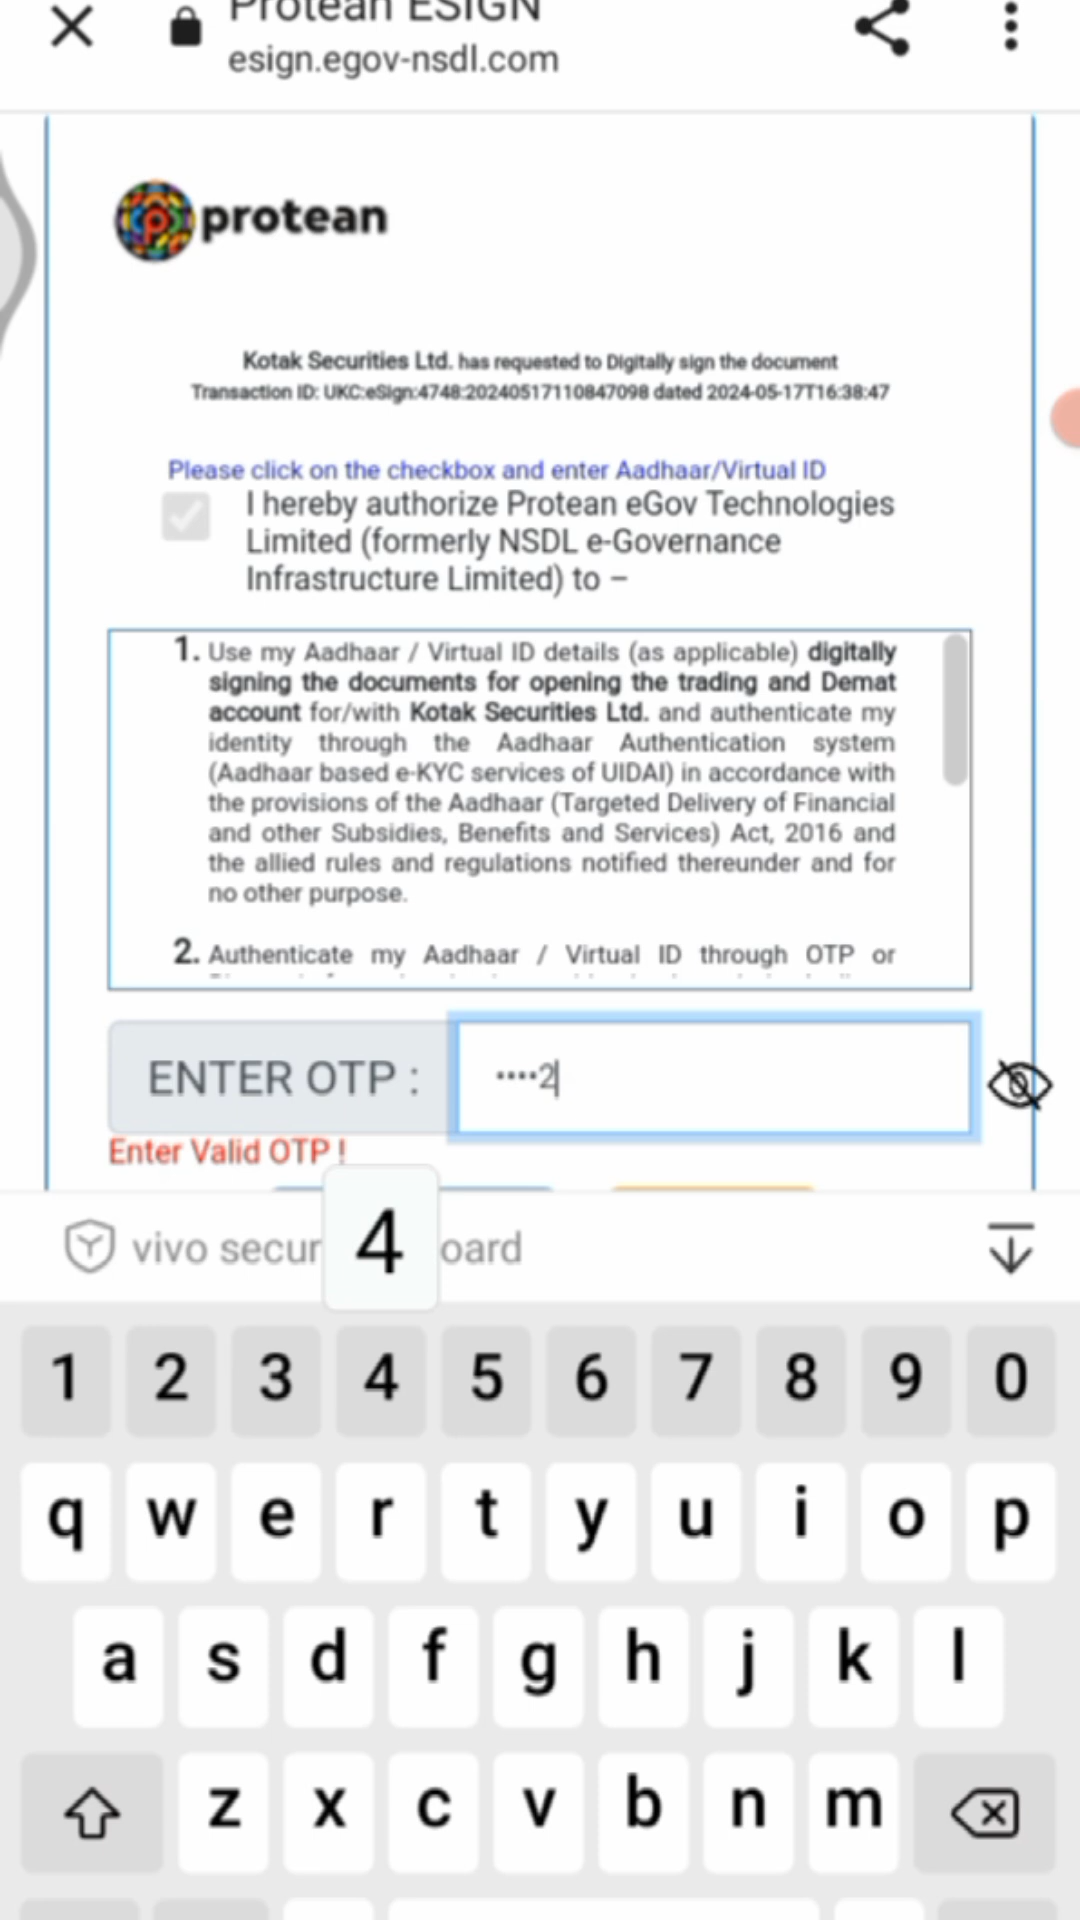 Protean ESIGN
esign.egov-nsdl.com
protean
Kotak Securities Ltd. has requested to Digitally sign the document
Transaction ID: UKC:eSign:4748:20240517110847098 dated 2024-05-17T16:38:47
Please click on the checkbox and enter Aadhaar/Virtual ID
I hereby authorize Protean eGov Technologies
Limited (formerly NSDL e-Governance
Infrastructure Limited) to –
1. Use my Aadhaar / Virtual ID details (as applicable) digitally
signing the documents for opening the trading and Demat
account for/with Kotak Securities Ltd. and authenticate my
identity through the Aadhaar Authentication system
(Aadhaar based e-KYC services of UIDAI) in accordance with
the provisions of the Aadhaar (Targeted Delivery of Financial
and other Subsidies, Benefits and Services) Act, 2016 and
the allied rules and regulations notified thereunder and for
no other purpose.
2. Authenticate my Aadhaar / Virtual ID through OTP or
ENTER OTP : ••••2
Enter Valid OTP !
vivo secur 4 oard
1 2 3 4 5 6 7 8 9 0
q w e r t y u i o p
a s d f g h j k l
z x c v b n m